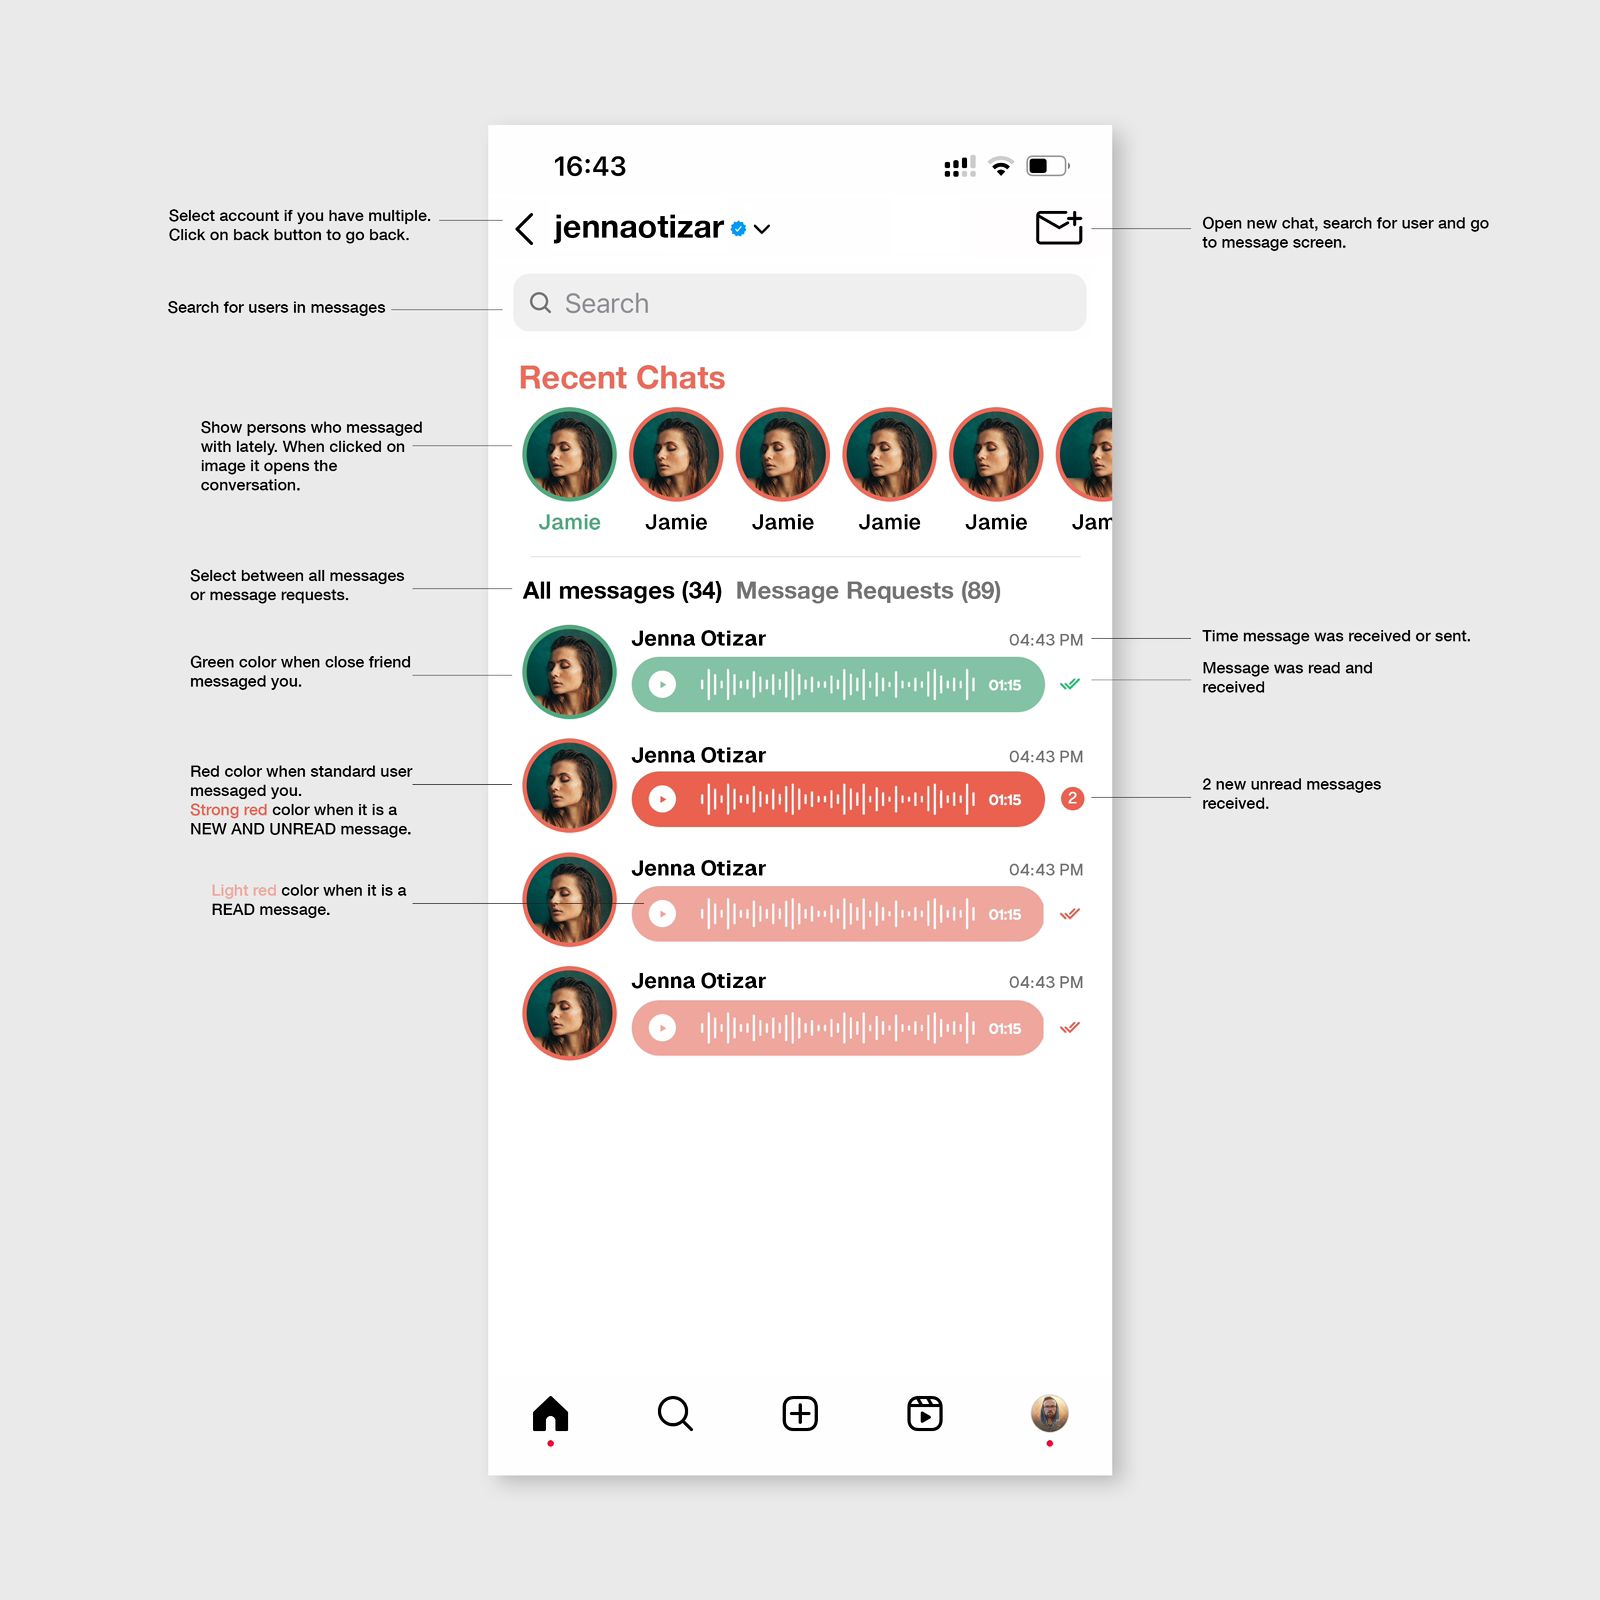 16:43
Select account if you have multiple.
Click on back button to go back.
jennaotizar
Open new chat, search for user and go
to message screen.
Search for users in messages
Search
Recent Chats
Show persons who messaged
with lately. When clicked on
image it opens the
conversation.
Jamie Jamie Jamie Jamie Jamie Jam
Select between all messages
or message requests.
All messages (34) Message Requests (89)
Green color when close friend
messaged you.
Jenna Otizar 04:43 PM
01:15
Time message was received or sent.
Message was read and
received
Red color when standard user
messaged you.
Strong red color when it is a
NEW AND UNREAD message.
Jenna Otizar 04:43 PM
01:15 2
2 new unread messages
received.
Light red color when it is a
READ message.
Jenna Otizar 04:43 PM
01:15
Jenna Otizar 04:43 PM
01:15